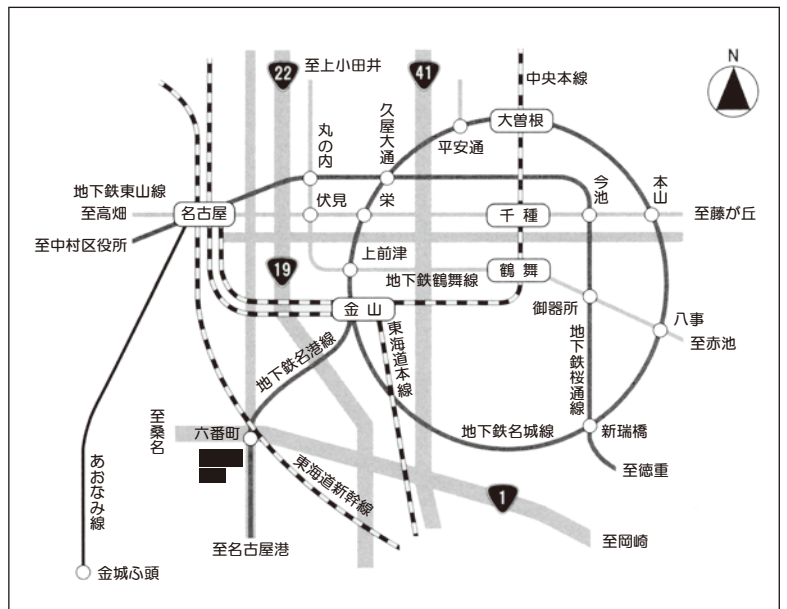 N
22
至上小田井
41
中央本線
大曽根
丸の内
久屋大通
平安通
地下鉄東山線
至高畑
名古屋
伏見
栄
千種
今池
本山
至藤が丘
至中村区役所
上前津
19
地下鉄鶴舞線
鶴舞
金山
御器所
八事
至赤池
地下鉄名港線
東海道本線
地下鉄桜通線
至桑名
六番町
地下鉄名城線
新瑞橋
あおなみ線
東海道新幹線
至徳重
1
至名古屋港
至岡崎
金城ふ頭